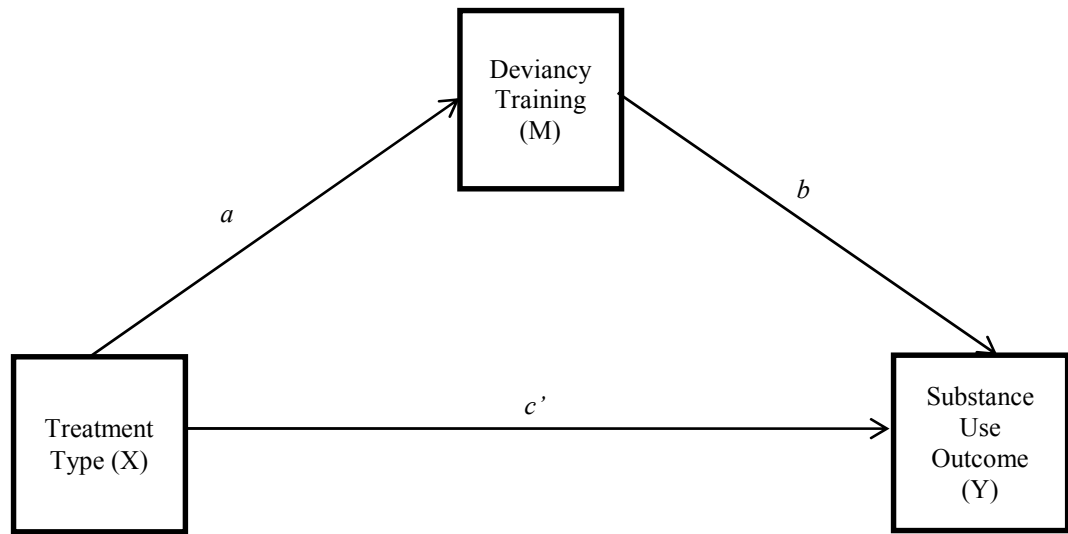 Deviancy
Training
(M)
a
b
Treatment
Type (X)
c’
Substance
Use
Outcome
(Y)